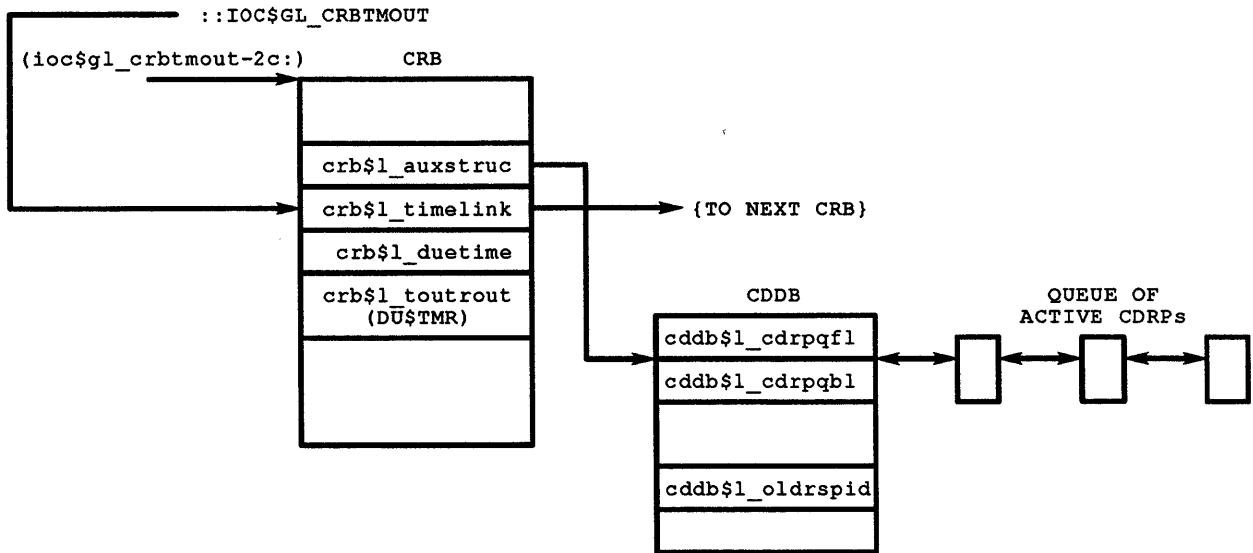 ::IOC$GL_CRBTMOUT
(ioc$gl_crbtmout-2c:)
CRB
crb$l_auxstruc
crb$l_timelink
{TO NEXT CRB}
crb$l_duetime
crb$l_toutrout
(DU$TMR)
CDDB
QUEUE OF
ACTIVE CDRPs
cddb$l_cdrpqfl
cddb$l_cdrpqbl
cddb$l_oldrspid